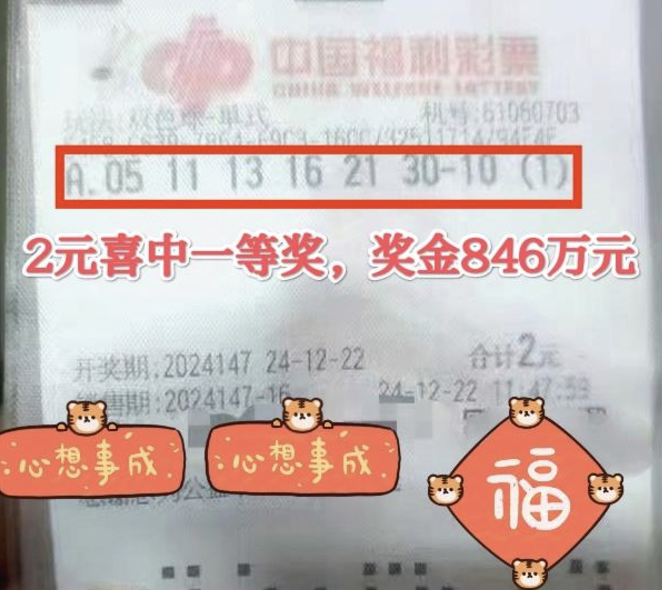 中国福利彩票
CHINA WELFARE LOTTERY
玩法:双色球-单式 机号:61060703
A.05 11 13 16 21 30-10 (1)
2元喜中一等奖，奖金846万元
开奖期:2024147 24-12-22 合计2元
售期:2024147-16 24-12-22 11:47:59
心想事成 心想事成 福